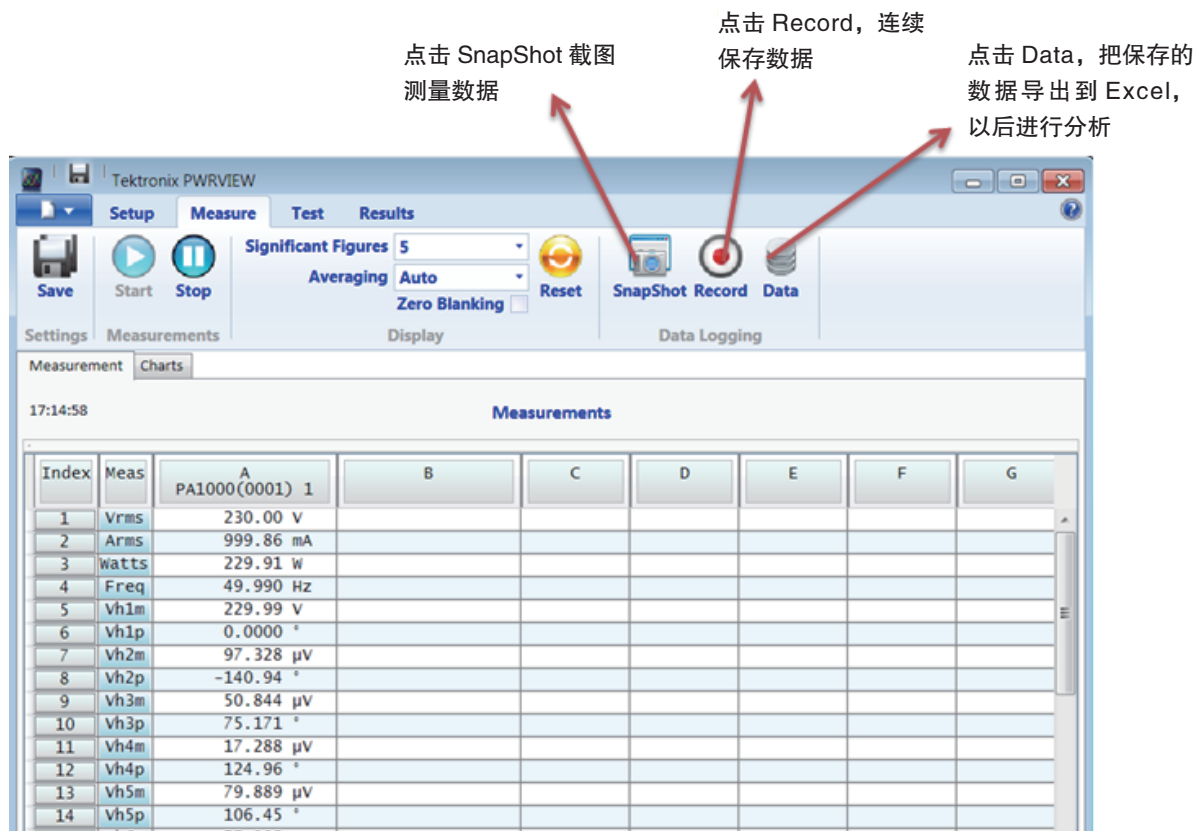 点击 Record，连续
保存数据
点击 SnapShot 截图
测量数据
点击 Data，把保存的
数据导出到 Excel，
以后进行分析
Tektronix PWRVIEW
Setup Measure Test Results
Save
Start
Stop
Significant Figures 5
Averaging Auto
Zero Blanking
Reset
SnapShot Record Data
Settings Measurements Display Data Logging
Measurement Charts
17:14:58
Measurements
Index Meas A B C D E F G
PA1000(0001) 1
1 Vrms 230.00 V
2 Arms 999.86 mA
3 Watts 229.91 W
4 Freq 49.990 Hz
5 Vh1m 229.99 V
6 Vh1p 0.0000 °
7 Vh2m 97.328 µV
8 Vh2p -140.94 °
9 Vh3m 50.844 µV
10 Vh3p 75.171 °
11 Vh4m 17.288 µV
12 Vh4p 124.96 °
13 Vh5m 79.889 µV
14 Vh5p 106.45 °